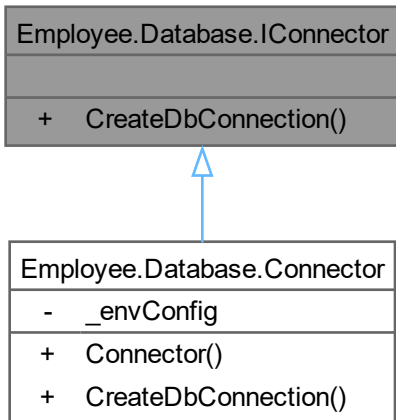 Employee.Database.IConnector
+ CreateDbConnection()
Employee.Database.Connector
- _envConfig
+ Connector()
+ CreateDbConnection()